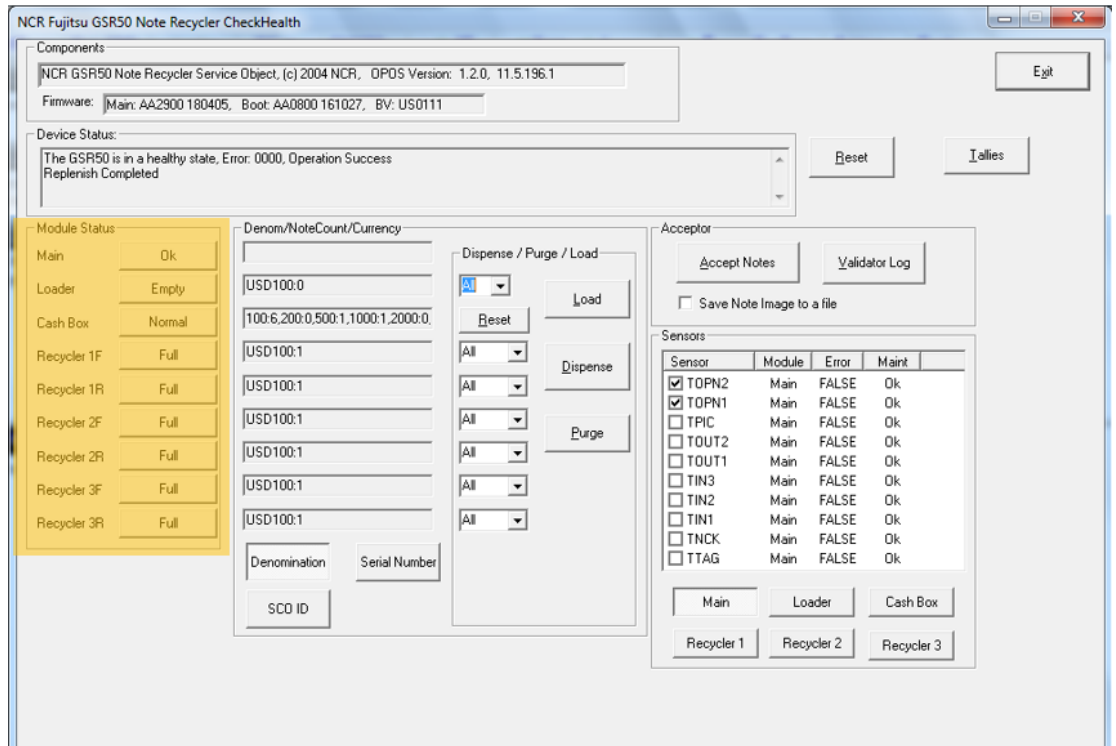 NCR Fujitsu GSR50 Note Recycler CheckHealth
Components
NCR GSR50 Note Recycler Service Object, (c) 2004 NCR, OPOS Version: 1.2.0, 11.5.196.1
Exit
Firmware: Main: AA2900 180405, Boot: AA0800 161027, BV: US0111
Device Status:
The GSR50 is in a healthy state, Error: 0000, Operation Success
Replenish Completed
Reset
Tallies
Module Status
Main Ok
Loader Empty
Cash Box Normal
Recycler 1F Full
Recycler 1R Full
Recycler 2F Full
Recycler 2R Full
Recycler 3F Full
Recycler 3R Full
Denom/NoteCount/Currency
USD100:0
100:6,200:0,500:1,1000:1,2000:0,
USD100:1
USD100:1
USD100:1
USD100:1
USD100:1
USD100:1
Denomination Serial Number
SCO ID
Dispense / Purge / Load
All
Reset
All
All
All
All
All
All
Load
Dispense
Purge
Acceptor
Accept Notes Validator Log
Save Note Image to a file
Sensors
Sensor Module Error Maint
TOPN2 Main FALSE Ok
TOPN1 Main FALSE Ok
TPIC Main FALSE Ok
TOUT2 Main FALSE Ok
TOUT1 Main FALSE Ok
TIN3 Main FALSE Ok
TIN2 Main FALSE Ok
TIN1 Main FALSE Ok
TNCK Main FALSE Ok
TTAG Main FALSE Ok
Main Loader Cash Box
Recycler 1 Recycler 2 Recycler 3